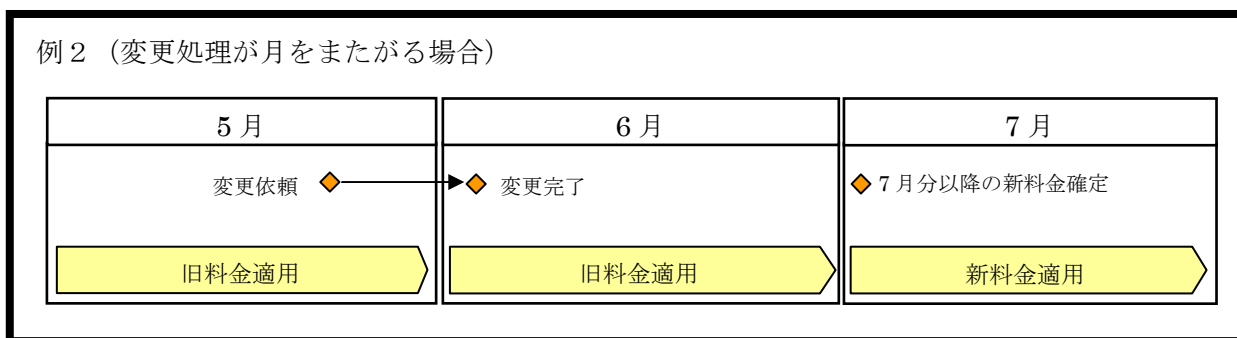 例２（変更処理が月をまたがる場合）
5 月
6 月
7 月
変更依頼
変更完了
7 月分以降の新料金確定
旧料金適用
旧料金適用
新料金適用